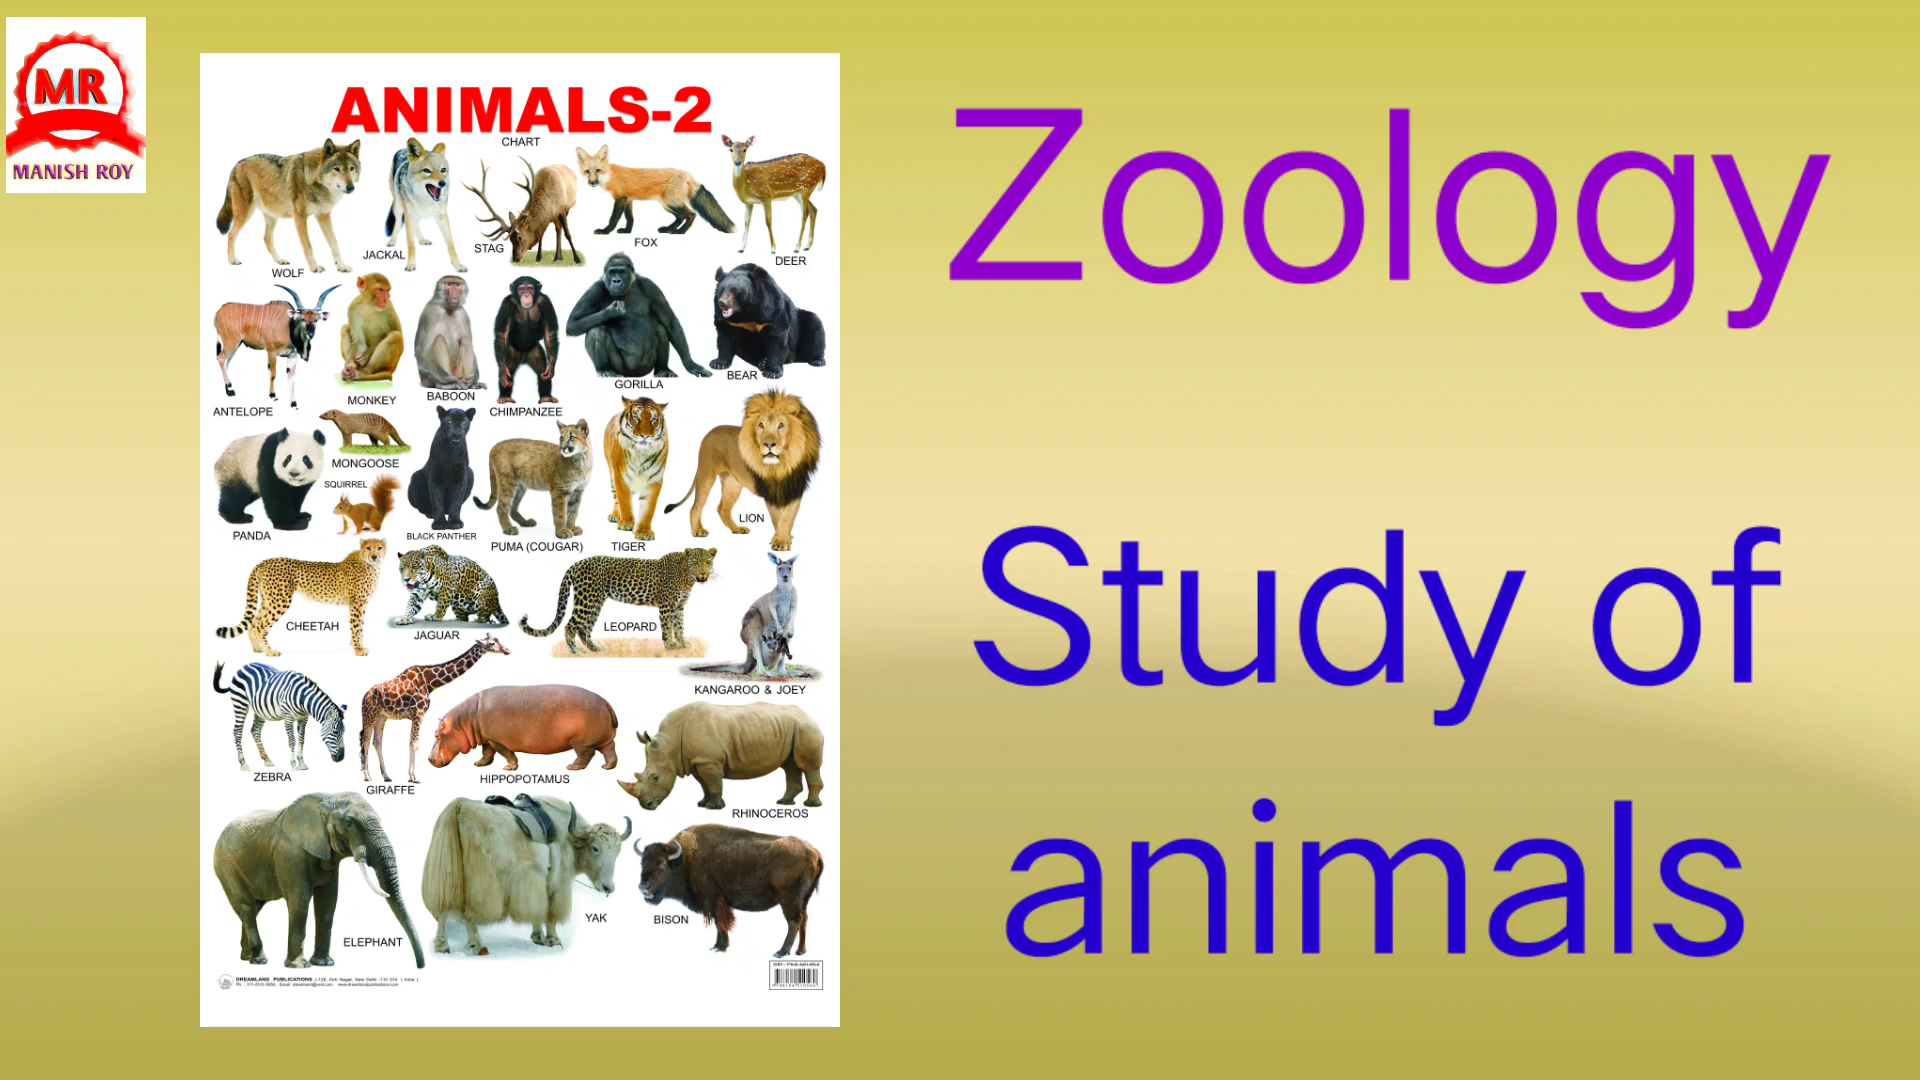 MR
MANISH ROY
ANIMALS-2
CHART
WOLF
JACKAL
STAG
FOX
DEER
ANTELOPE
MONKEY
BABOON
CHIMPANZEE
GORILLA
BEAR
PANDA
MONGOOSE
SQUIRREL
BLACK PANTHER
PUMA (COUGAR)
TIGER
LION
CHEETAH
JAGUAR
LEOPARD
KANGAROO & JOEY
ZEBRA
GIRAFFE
HIPPOPOTAMUS
RHINOCEROS
ELEPHANT
YAK
BISON
DREAMLAND PUBLICATIONS
Zoology
Study of
animals